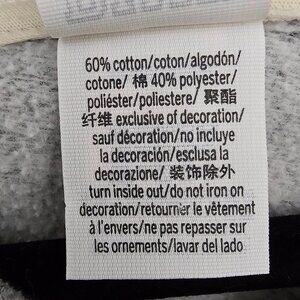 60% cotton/coton/algodón/
cotone/ 棉 40% polyester/
poliéster/poliestere/ 聚酯
纤维 exclusive of decoration/
sauf décoration/no incluye
la decoración/esclusa la
decorazione/ 装饰除外
turn inside out/do not iron on
decoration/retourner le vêtement
à l'envers/ne pas repasser sur
les ornements/lavar del lado